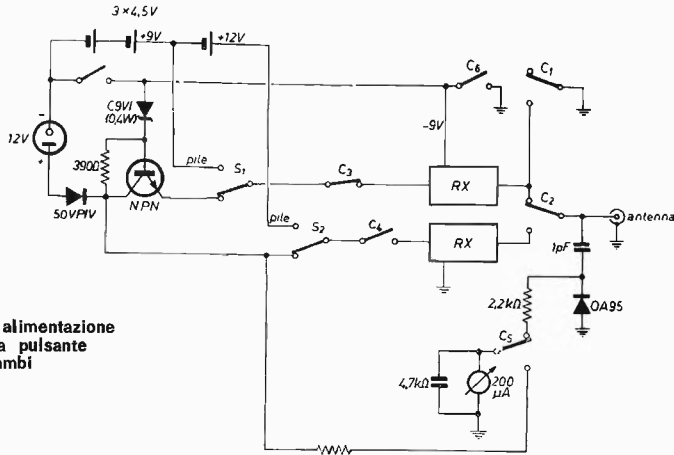 3 x 4,5V
+9V
+12V
C9V1
(0,4W)
12V
-
+
390Ω
50VPIV
NPN
pile
S1
pile
S2
C3
C4
-9V
RX
RX
C6
C1
C2
antenna
1pF
2,2kΩ
OA95
C5
4,7kΩ
200
µA
alimentazione
a pulsante
mbi